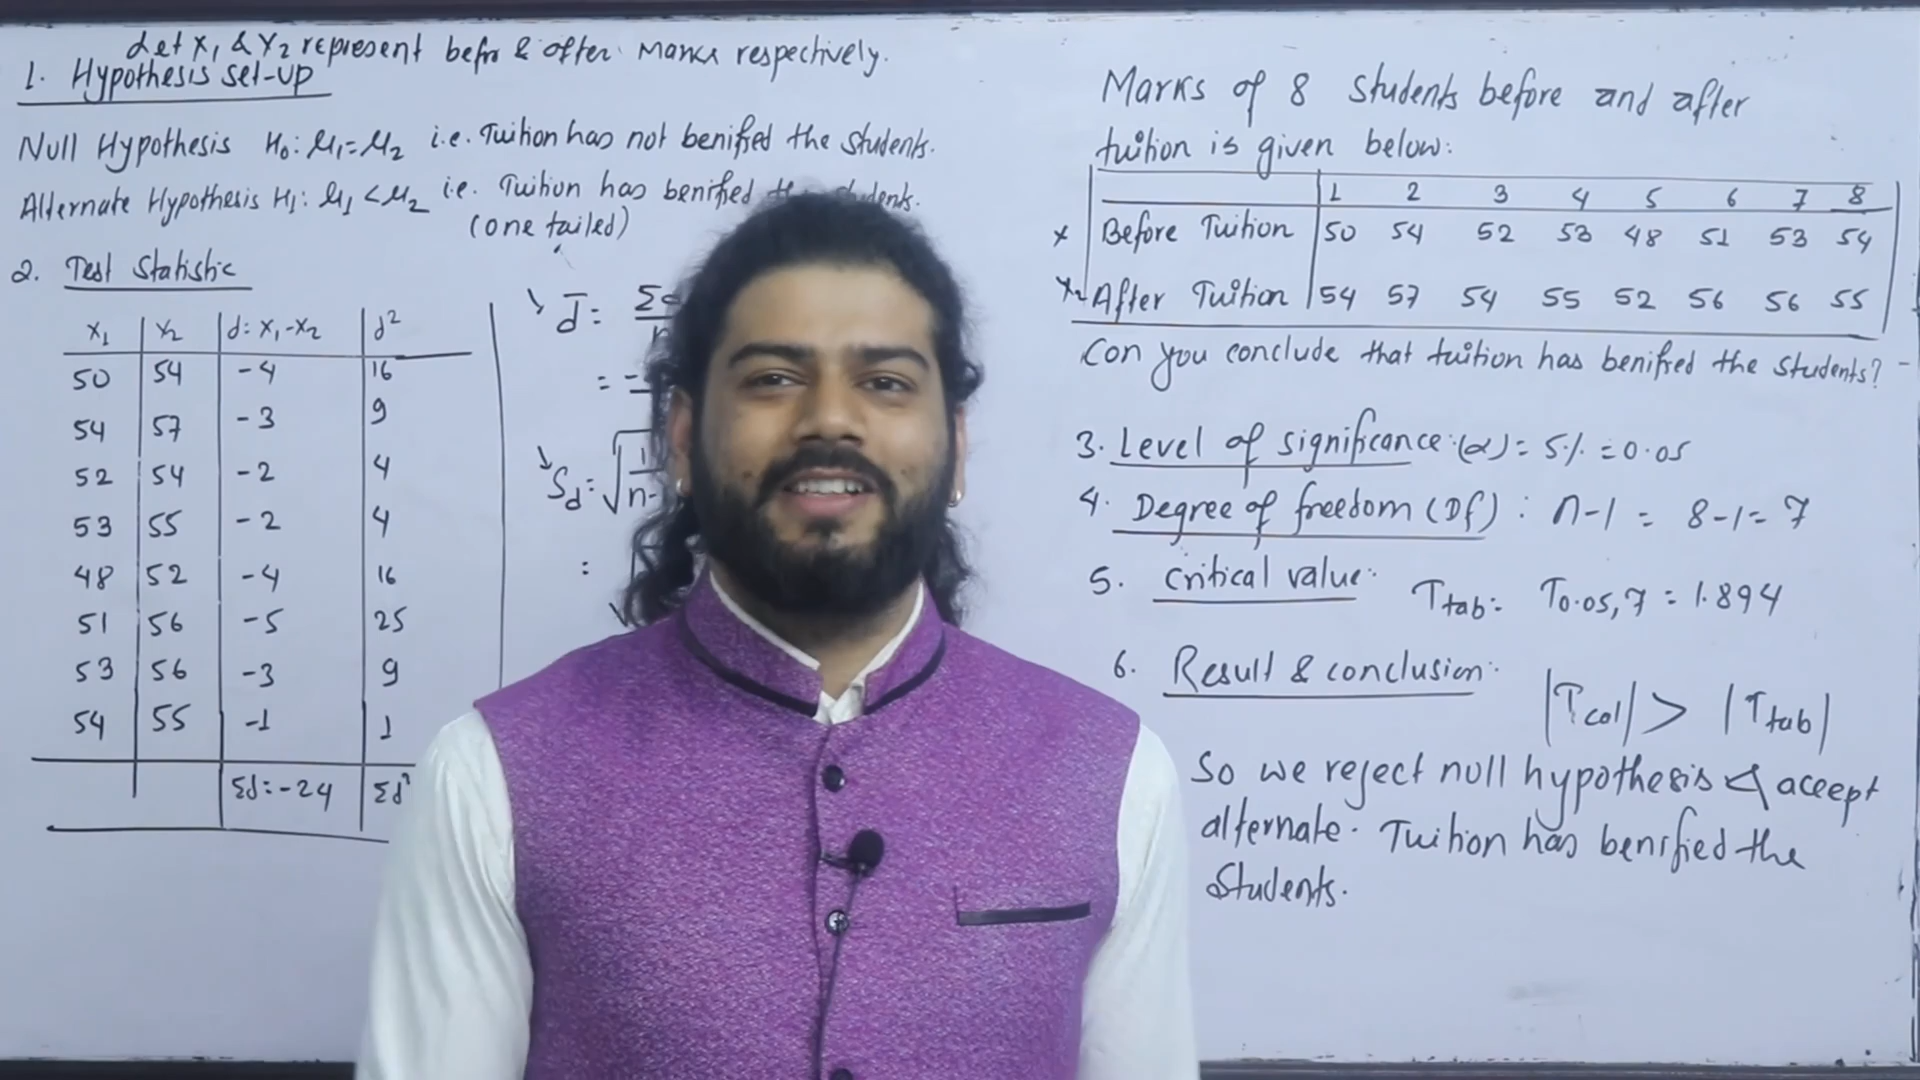 Let X₁ & X₂ represent befr & after Marks respectively.
1. Hypothesis set-up
Null Hypothesis H₀: μ₁=μ₂ i.e. Tuition has not benified the Students.
Alternate Hypothesis H₁: μ₁<μ₂ i.e. Tuition has benified students.
(one tailed)
2. Test Statistic
X₁ X₂ d=X₁-X₂ d²
50 54 -4 16
54 57 -3 9
52 54 -2 4
53 55 -2 4
48 52 -4 16
51 56 -5 25
53 56 -3 9
54 55 -1 1
Σd=-24 Σd²
d̄ =
= -
Sd=
=
Marks of 8 Students before and after
tuition is given below:
1 2 3 4 5 6 7 8
X Before Tuition 50 54 52 53 48 51 53 54
X₂ After Tuition 54 57 54 55 52 56 56 55
Can you conclude that tuition has benified the Students? -
3. Level of significance (α) = 5% = 0.05
4. Degree of freedom (Df) : n-1 = 8-1= 7
5. Critical value: Ttab= T0.05,7 = 1.894
6. Result & conclusion:
|Tcal| > |Ttab|
So we reject null hypothesis & accept
alternate. Tuition has benified the
Students.